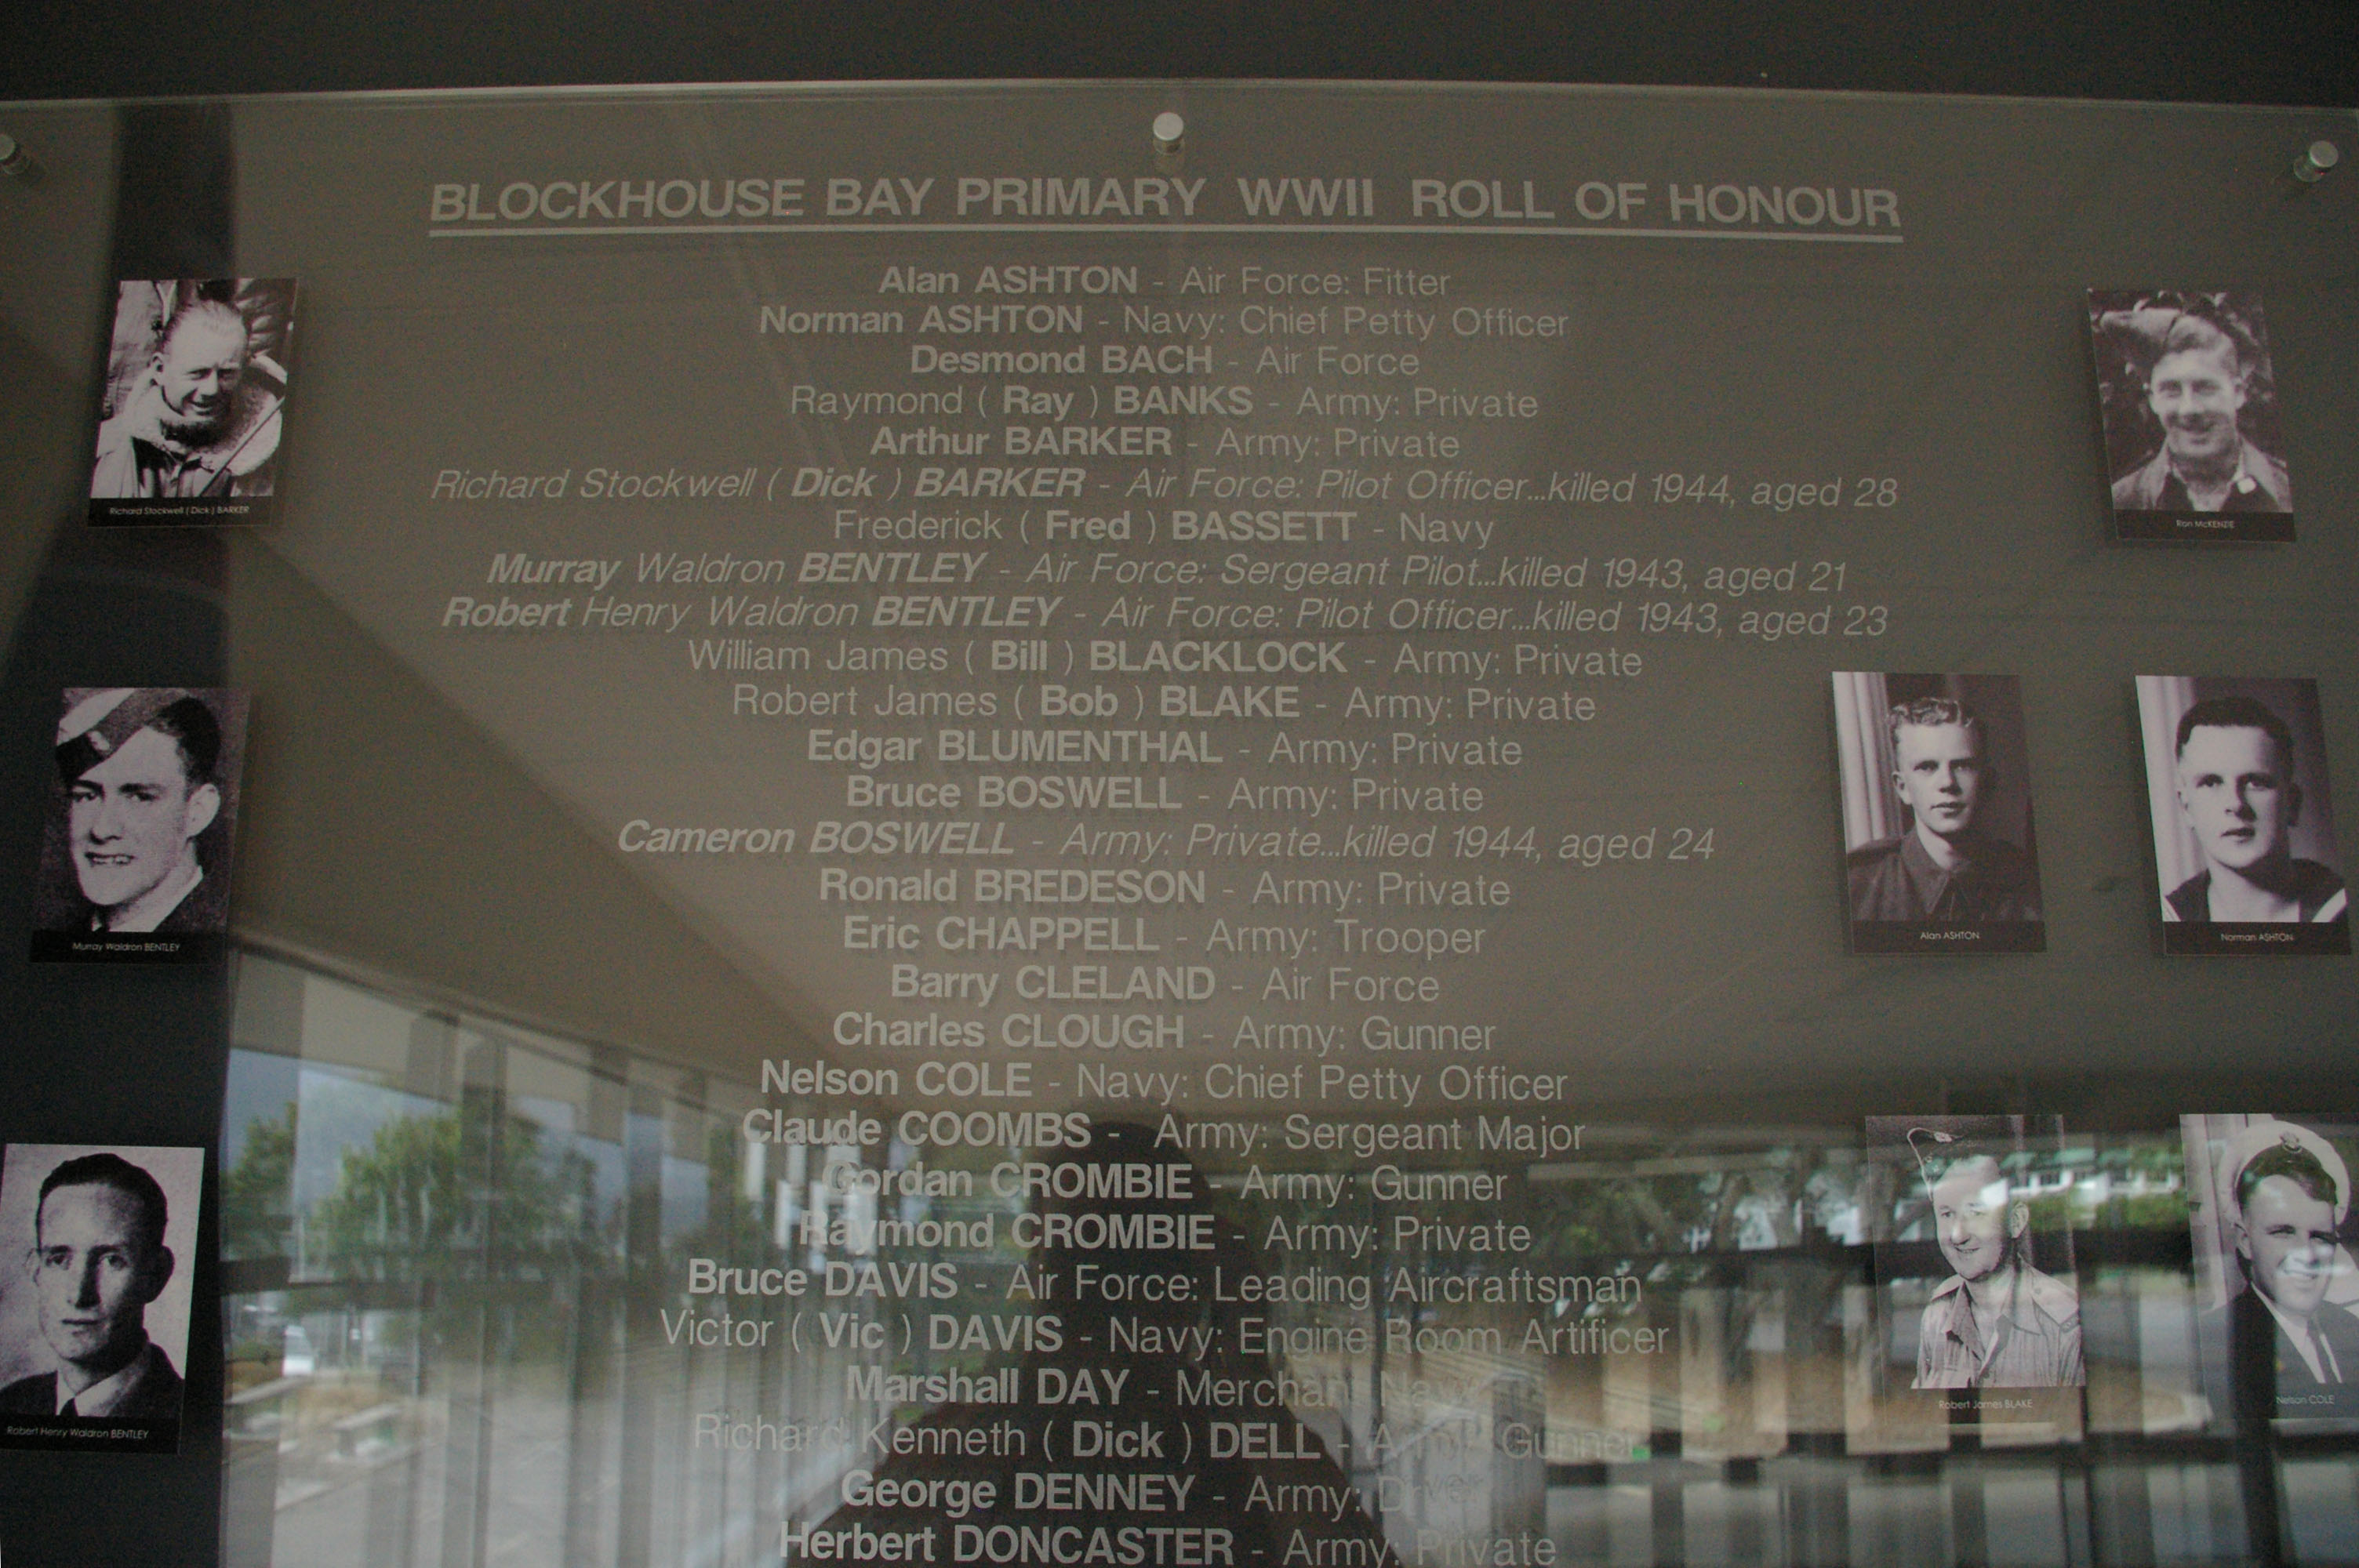 BLOCKHOUSE BAY PRIMARY WWII ROLL OF HONOUR
Alan ASHTON - Air Force: Fitter
Norman ASHTON - Navy: Chief Petty Officer
Desmond BACH - Air Force
Raymond ( Ray ) BANKS - Army: Private
Arthur BARKER - Army: Private
Richard Stockwell ( Dick ) BARKER - Air Force: Pilot Officer...killed 1944, aged 28
Frederick ( Fred ) BASSETT - Navy
Murray Waldron BENTLEY - Air Force: Sergeant Pilot...killed 1943, aged 21
Robert Henry Waldron BENTLEY - Air Force: Pilot Officer...killed 1943, aged 23
William James ( Bill ) BLACKLOCK - Army: Private
Robert James ( Bob ) BLAKE - Army: Private
Edgar BLUMENTHAL - Army: Private
Bruce BOSWELL - Army: Private
Cameron BOSWELL - Army: Private...killed 1944, aged 24
Ronald BREDESON - Army: Private
Eric CHAPPELL - Army: Trooper
Barry CLELAND - Air Force
Charles CLOUGH - Army: Gunner
Nelson COLE - Navy: Chief Petty Officer
Claude COOMBS - Army: Sergeant Major
Gordan CROMBIE - Army: Gunner
Raymond CROMBIE - Army: Private
Bruce DAVIS - Air Force: Leading Aircraftsman
Victor ( Vic ) DAVIS - Navy: Engine Room Artificer
Marshall DAY - Merchant Navy
Richard Kenneth ( Dick ) DELL - Army: Gunner
George DENNEY - Army: Driver
Herbert DONCASTER - Army: Private
Richard Stockwell ( Dick ) BARKER
Murray Waldron BENTLEY
Robert Henry Waldron BENTLEY
Ron McKENZIE
Alan ASHTON
Norman ASHTON
Robert James BLAKE
Nelson COLE